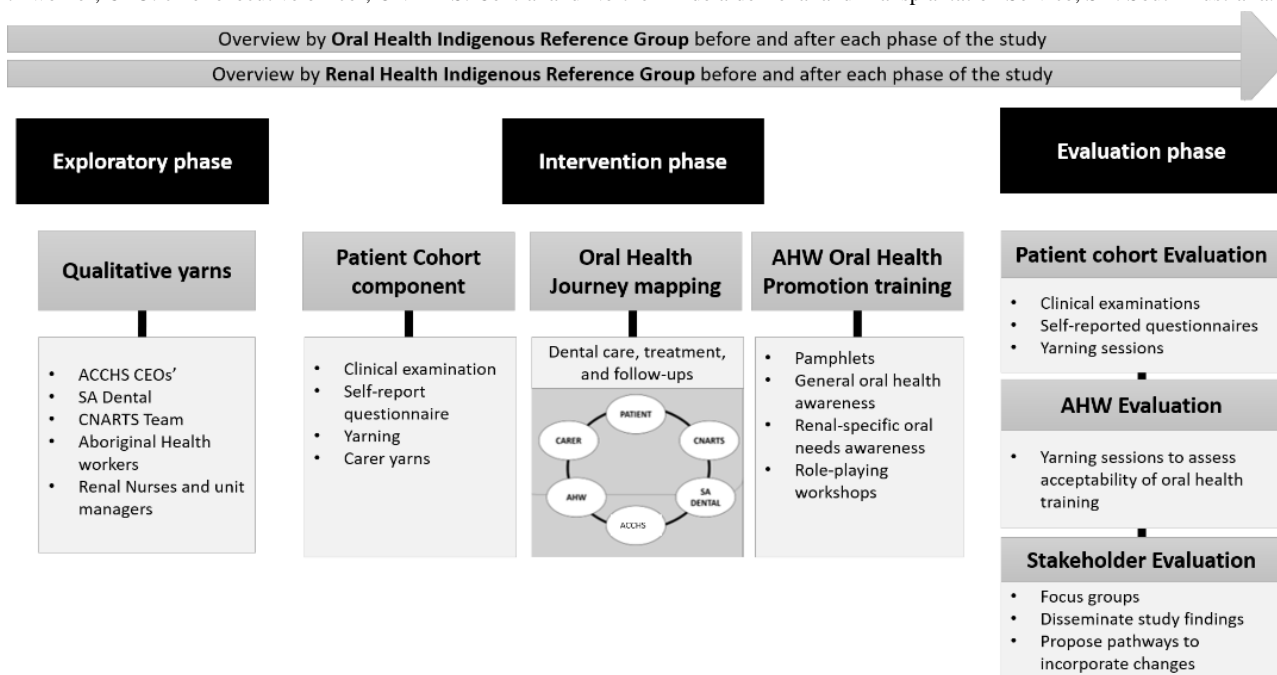 Overview by Oral Health Indigenous Reference Group before and after each phase of the study
Overview by Renal Health Indigenous Reference Group before and after each phase of the study
Exploratory phase
Qualitative yarns
• ACCHS CEOs’
• SA Dental
• CNARTS Team
• Aboriginal Health
workers
• Renal Nurses and unit
managers
Intervention phase
Patient Cohort
component
• Clinical examination
• Self-report
questionnaire
• Yarning
• Carer yarns
Oral Health
Journey mapping
Dental care, treatment,
and follow-ups
PATIENT
CNARTS
SA
DENTAL
ACCHS
AHW
CARER
AHW Oral Health
Promotion training
• Pamphlets
• General oral health
awareness
• Renal-specific oral
needs awareness
• Role-playing
workshops
Evaluation phase
Patient cohort Evaluation
• Clinical examinations
• Self-reported questionnaires
• Yarning sessions
AHW Evaluation
• Yarning sessions to assess
acceptability of oral health
training
Stakeholder Evaluation
• Focus groups
• Disseminate study findings
• Propose pathways to
incorporate changes